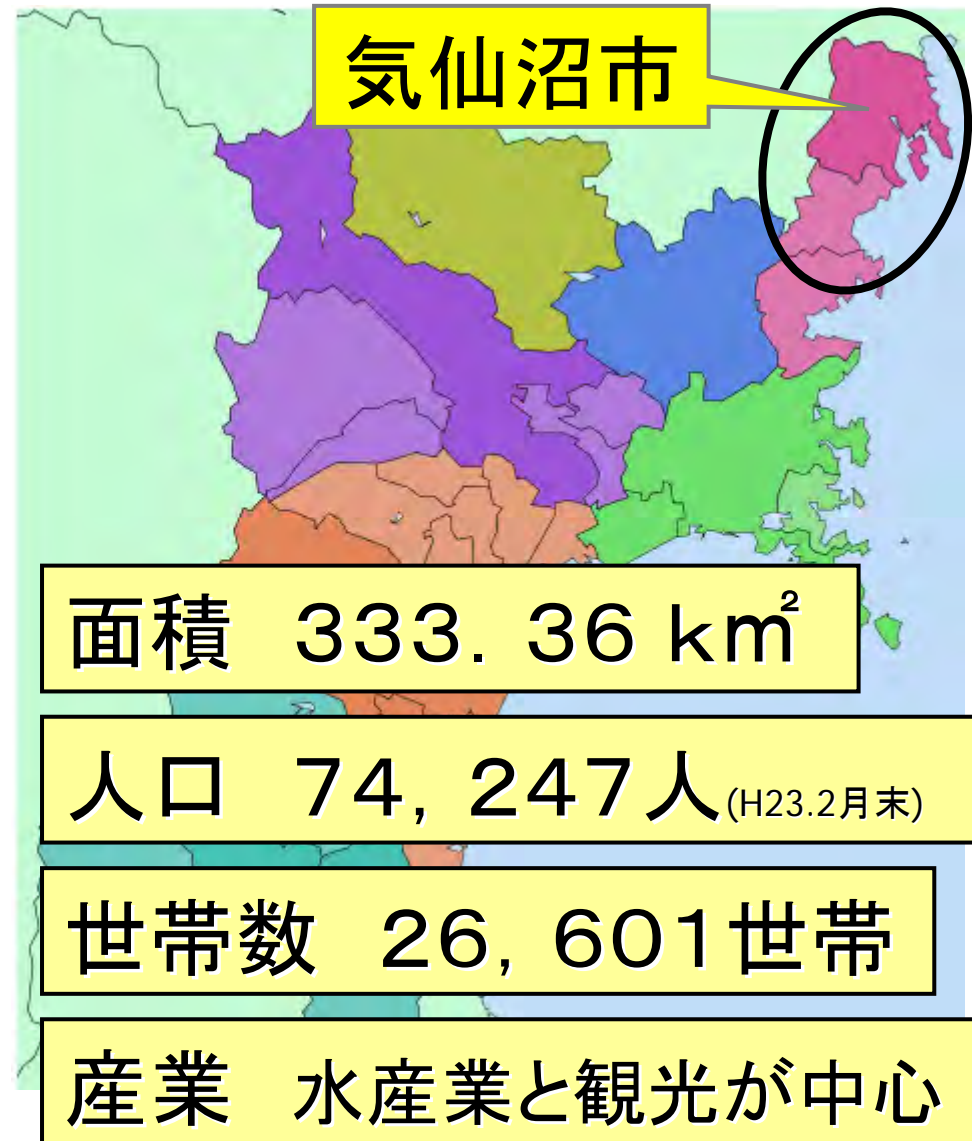 気仙沼市
面積　３３３．３６ｋ㎡
人口　７４，２４７人(H23.2月末)
世帯数　２６，６０１世帯
産業　水産業と観光が中心